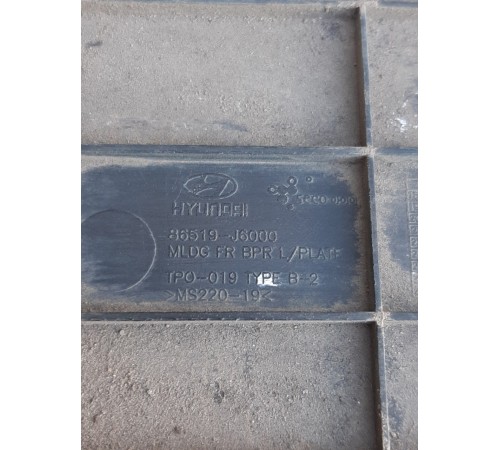 HYUNDAI
86519-J6000
MLDG FR BPR L/PLATE
TPO-019 TYPE B-2
>MS220-19<